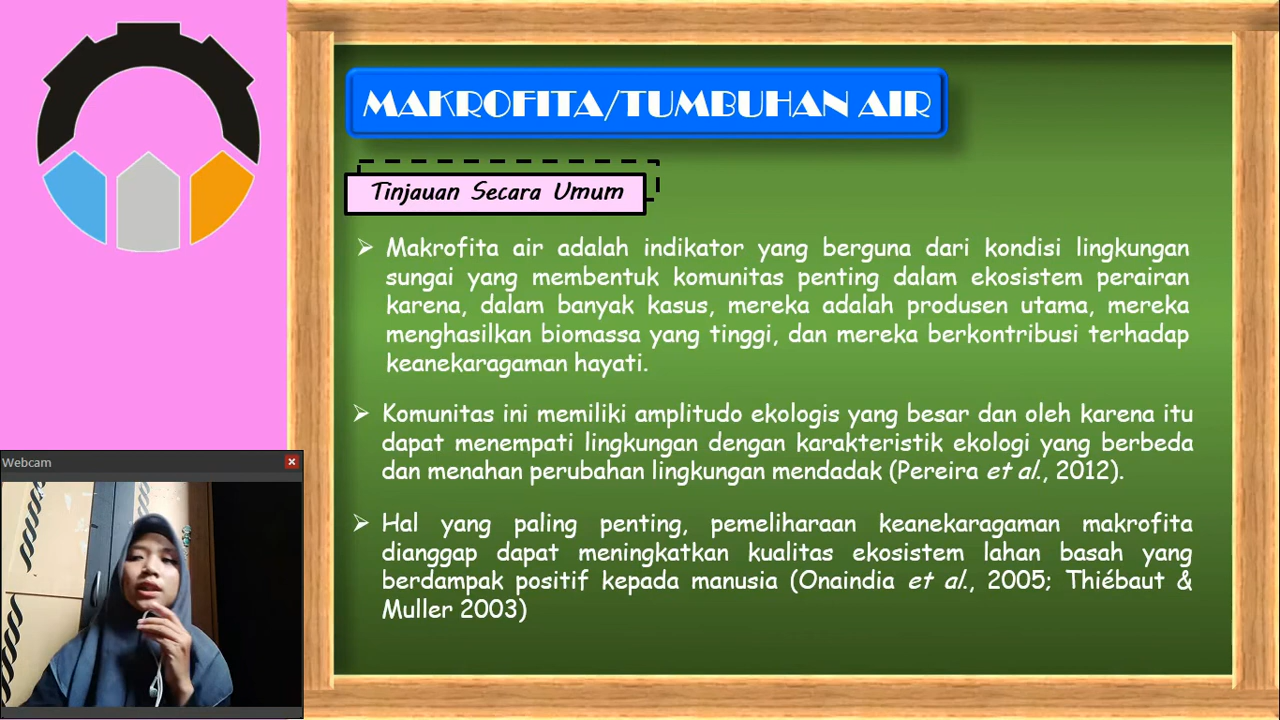 MAKROFITA/TUMBUHAN AIR
Tinjauan Secara Umum
Makrofita air adalah indikator yang berguna dari kondisi lingkungan
sungai yang membentuk komunitas penting dalam ekosistem perairan
karena, dalam banyak kasus, mereka adalah produsen utama, mereka
menghasilkan biomassa yang tinggi, dan mereka berkontribusi terhadap
keanekaragaman hayati.
Komunitas ini memiliki amplitudo ekologis yang besar dan oleh karena itu
dapat menempati lingkungan dengan karakteristik ekologi yang berbeda
dan menahan perubahan lingkungan mendadak (Pereira et al., 2012).
Hal yang paling penting, pemeliharaan keanekaragaman makrofita
dianggap dapat meningkatkan kualitas ekosistem lahan basah yang
berdampak positif kepada manusia (Onaindia et al., 2005; Thiébaut &
Muller 2003)
Webcam